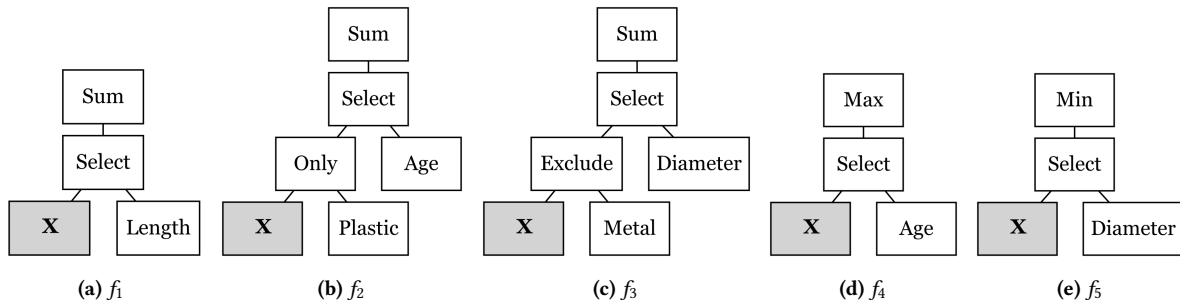 Sum
Select
X
Length
(a) f1
Sum
Select
Only
Age
X
Plastic
(b) f2
Sum
Select
Exclude
Diameter
X
Metal
(c) f3
Max
Select
X
Age
(d) f4
Min
Select
X
Diameter
(e) f5